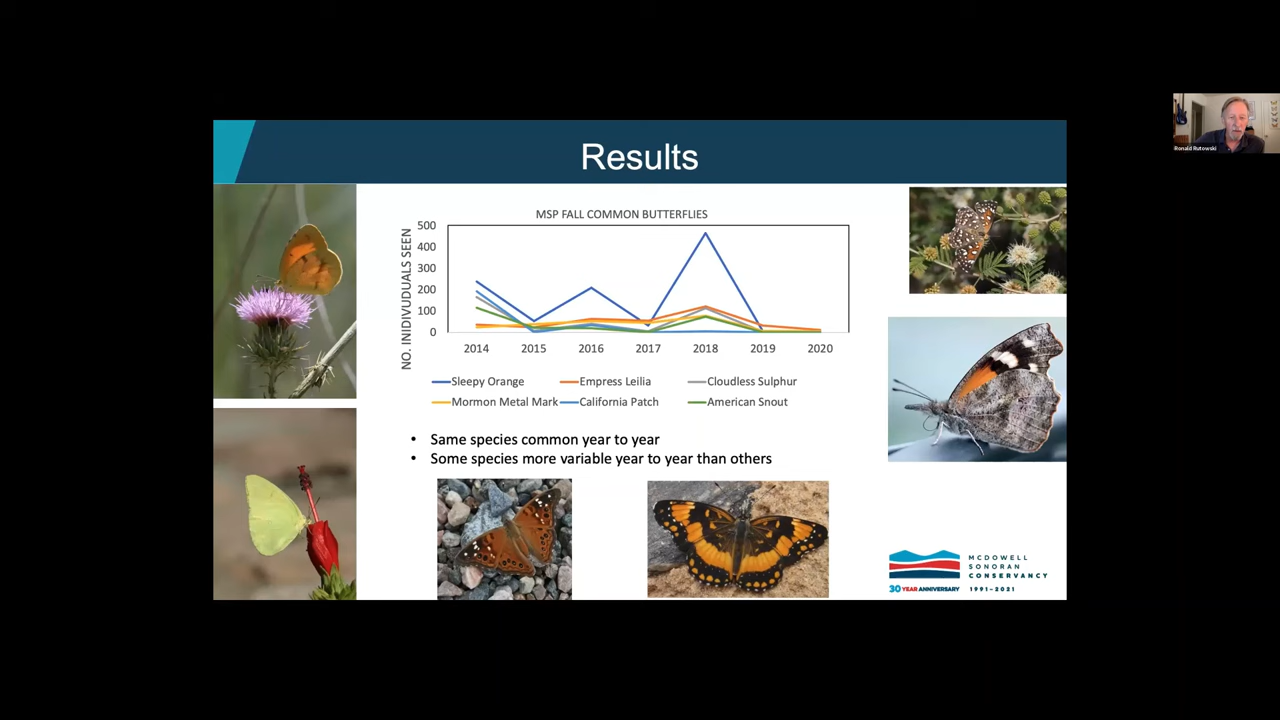 Ronald Rutowski
Results
MSP FALL COMMON BUTTERFLIES
NO. INIDIVUDUALS SEEN
500
400
300
200
100
0
2014 2015 2016 2017 2018 2019 2020
Sleepy Orange Empress Leilia Cloudless Sulphur
Mormon Metal Mark California Patch American Snout
• Same species common year to year
• Some species more variable year to year than others
MCDOWELL
SONORAN
CONSERVANCY
30 YEAR ANNIVERSARY 1991-2021